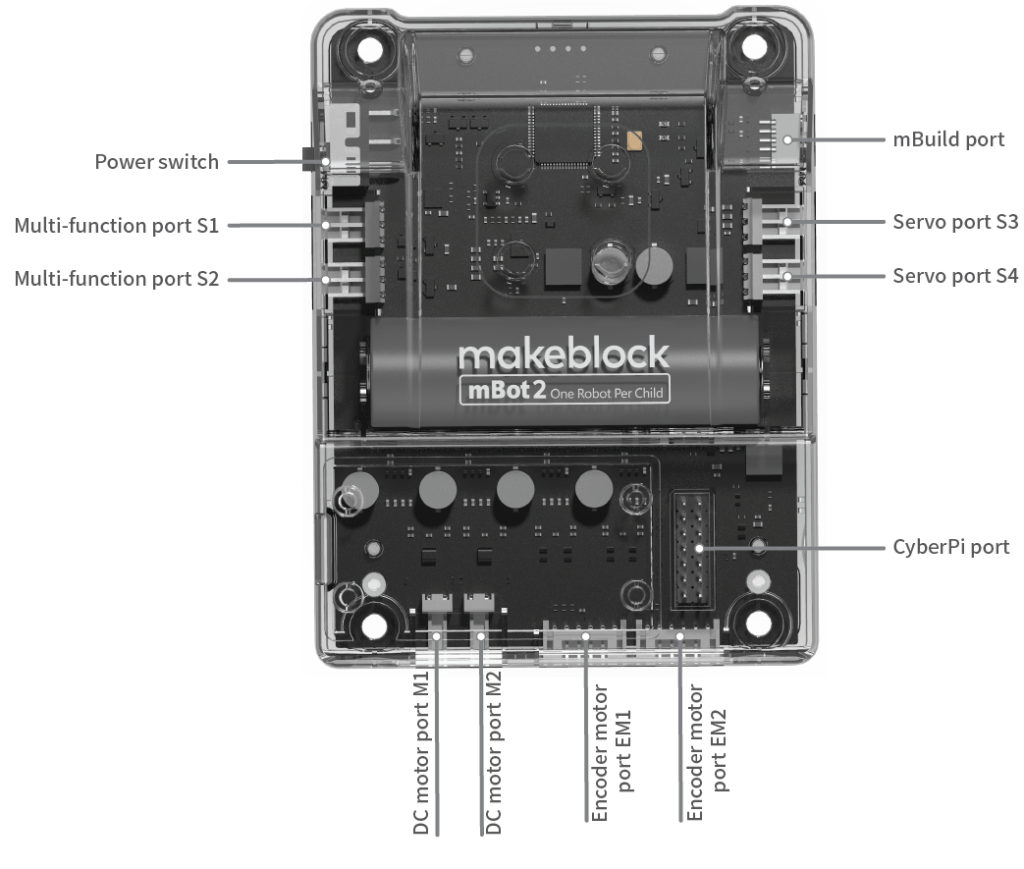 Power switch
Multi-function port S1
Multi-function port S2
mBuild port
Servo port S3
Servo port S4
makeblock
mBot2 One Robot Per Child
CyberPi port
DC motor port M1
DC motor port M2
Encoder motor
port EM1
Encoder motor
port EM2